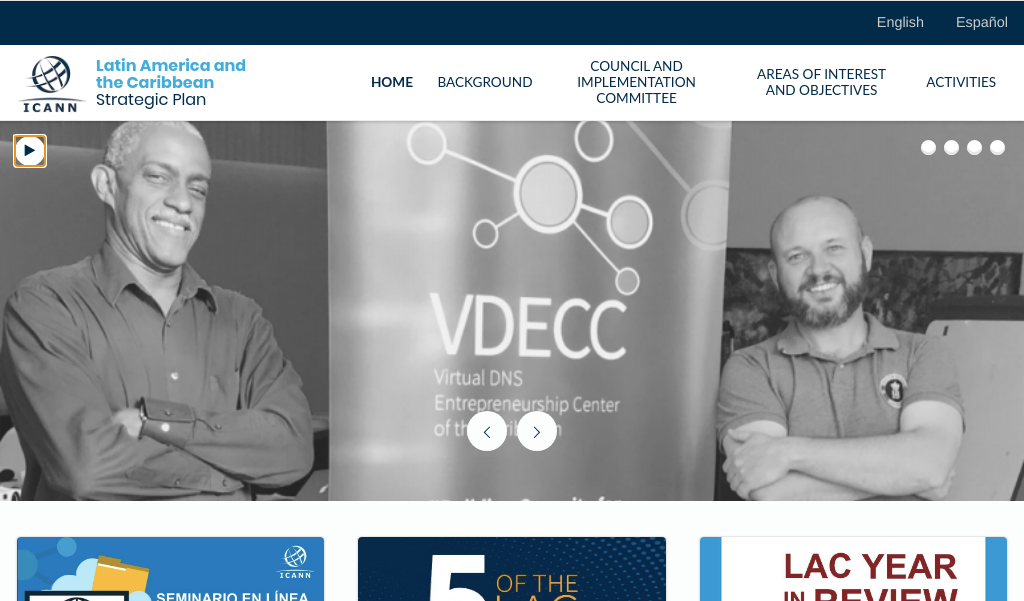 English Español
Latin America and
the Caribbean
Strategic Plan
ICANN
HOME
BACKGROUND
COUNCIL AND
IMPLEMENTATION
COMMITTEE
AREAS OF INTEREST
AND OBJECTIVES
ACTIVITIES
VDECC
Virtual DNS
Entrepreneurship Center
of the
ICANN
SEMINARIO EN LÍNEA
5 OF THE
LAC
LAC YEAR
IN REVIEW